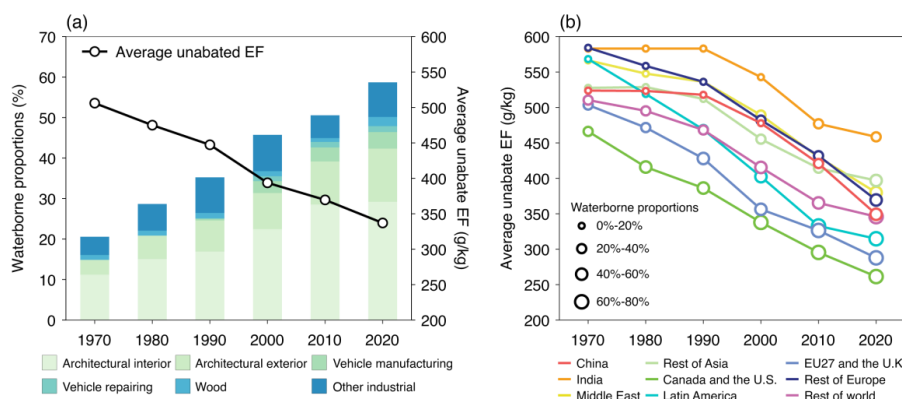 (a)
70
60
50
40
30
20
10
0
Waterborne proportions (%)
Average unabated EF
600
550
500
450
400
350
300
250
200
Average unabate EF
(g/kg)
1970 1980 1990 2000 2010 2020
Architectural interior Architectural exterior Vehicle manufacturing
Vehicle repairing Wood Other industrial
(b)
600
550
500
450
400
350
300
250
200
Average unabate EF (g/kg)
Waterborne proportions
0%-20%
20%-40%
40%-60%
60%-80%
1970 1980 1990 2000 2010 2020
China Rest of Asia EU27 and the U.K
India Canada and the U.S. Rest of Europe
Middle East Latin America Rest of world